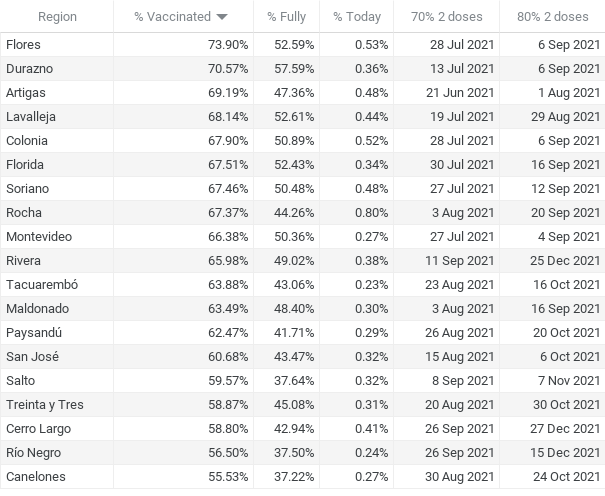 Region % Vaccinated % Fully % Today 70% 2 doses 80% 2 doses
Flores 73.90% 52.59% 0.53% 28 Jul 2021 6 Sep 2021
Durazno 70.57% 57.59% 0.36% 13 Jul 2021 6 Sep 2021
Artigas 69.19% 47.36% 0.48% 21 Jun 2021 1 Aug 2021
Lavalleja 68.14% 52.61% 0.44% 19 Jul 2021 29 Aug 2021
Colonia 67.90% 50.89% 0.52% 28 Jul 2021 6 Sep 2021
Florida 67.51% 52.43% 0.34% 30 Jul 2021 16 Sep 2021
Soriano 67.46% 50.48% 0.48% 27 Jul 2021 12 Sep 2021
Rocha 67.37% 44.26% 0.80% 3 Aug 2021 20 Sep 2021
Montevideo 66.38% 50.36% 0.27% 27 Jul 2021 4 Sep 2021
Rivera 65.98% 49.02% 0.38% 11 Sep 2021 25 Dec 2021
Tacuarembó 63.88% 43.06% 0.23% 23 Aug 2021 16 Oct 2021
Maldonado 63.49% 48.40% 0.30% 3 Aug 2021 16 Sep 2021
Paysandú 62.47% 41.71% 0.29% 26 Aug 2021 20 Oct 2021
San José 60.68% 43.47% 0.32% 15 Aug 2021 6 Oct 2021
Salto 59.57% 37.64% 0.32% 8 Sep 2021 7 Nov 2021
Treinta y Tres 58.87% 45.08% 0.31% 20 Aug 2021 30 Oct 2021
Cerro Largo 58.80% 42.94% 0.41% 26 Sep 2021 27 Dec 2021
Río Negro 56.50% 37.50% 0.24% 26 Sep 2021 15 Dec 2021
Canelones 55.53% 37.22% 0.27% 30 Aug 2021 24 Oct 2021